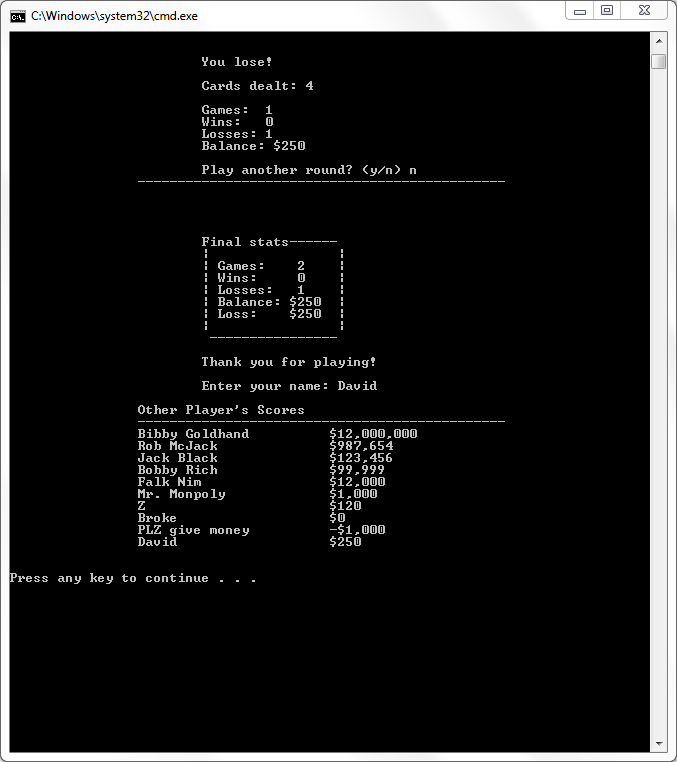 C:\Windows\system32\cmd.exe
You lose!
Cards dealt: 4
Games: 1
Wins: 0
Losses: 1
Balance: $250
Play another round? (y/n) n
----------------------------------------------
Final stats------
Games: 2
Wins: 0
Losses: 1
Balance: $250
Loss: $250
----------------
Thank you for playing!
Enter your name: David
Other Player's Scores
----------------------------------------------
Bibby Goldhand $12,000,000
Rob McJack $987,654
Jack Black $123,456
Bobby Rich $99,999
Falk Nim $12,000
Mr. Monpoly $1,000
Z $120
Broke $0
PLZ give money -$1,000
David $250
Press any key to continue . . .